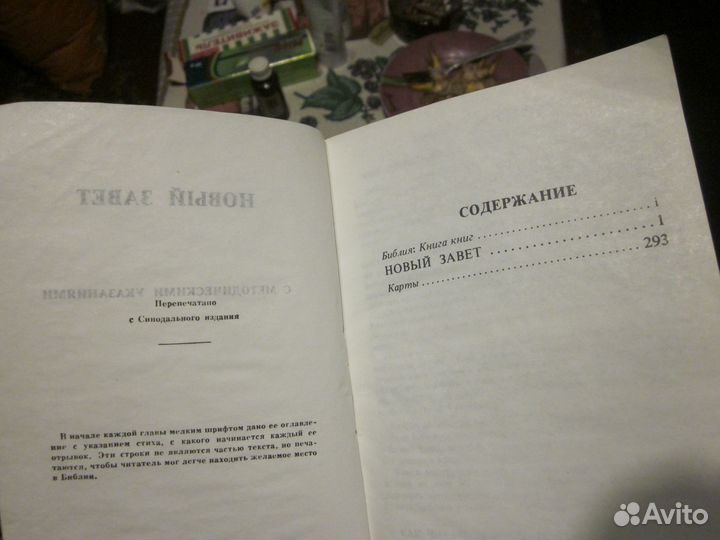 ЗАЖИВИТЕЛЬ
НОВЫЙ ЗАВЕТ
С МЕТОДИЧЕСКИМИ УКАЗАНИЯМИ
Перепечатано
с Синодального издания
В начале каждой главы мелким шрифтом дано ее оглавле-
ние с указанием стиха, с какого начинается каждый ее
отрывок. Эти строки не являются частью текста, но печа-
таются, чтобы читатель мог легче находить желаемое место
в Библии.
СОДЕРЖАНИЕ
Библия: Книга книг . . . . . . . . . . . . . . . . . . . . i
НОВЫЙ ЗАВЕТ . . . . . . . . . . . . . . . . . . . . 1
Карты . . . . . . . . . . . . . . . . . . . . . . . . . . . . 293
Avito